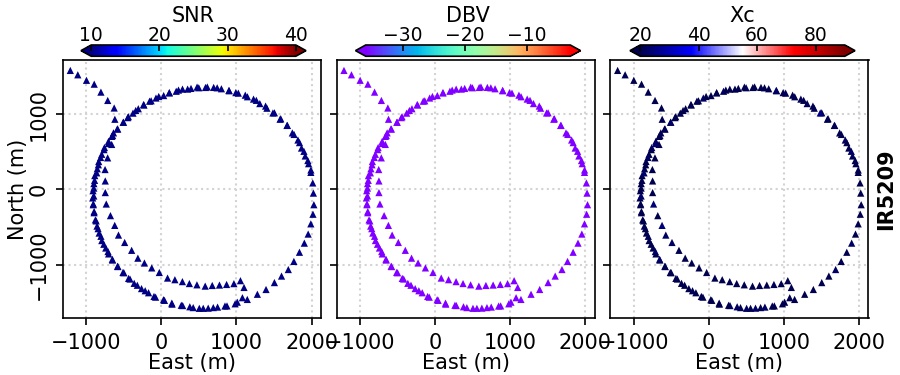 SNR DBV Xc
10 20 30 40 −30 −20 −10 20 40 60 80
North (m)
1000
0
−1000
−1000 0 1000 2000 −1000 0 1000 2000 −1000 0 1000 2000
East (m) East (m) East (m)
IR5209